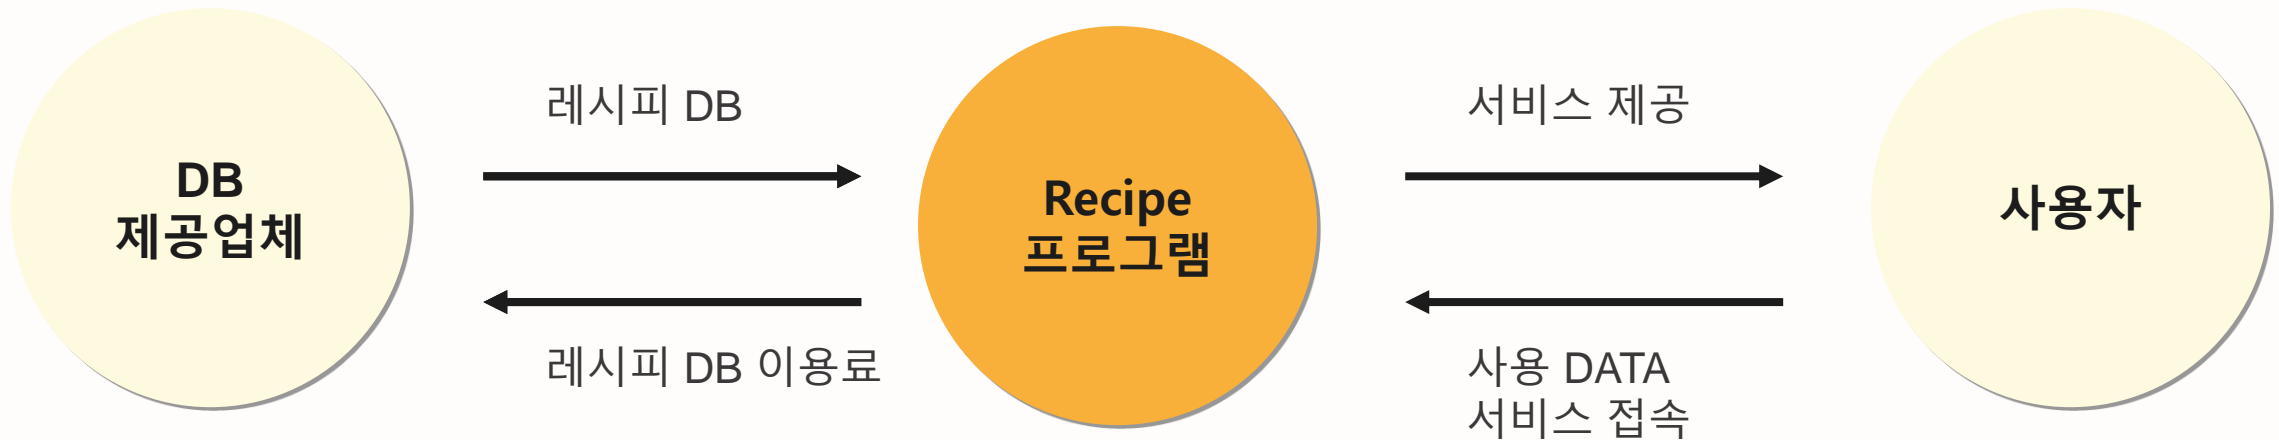 DB
제공업체
레시피 DB
레시피 DB 이용료
Recipe
프로그램
서비스 제공
사용 DATA
서비스 접속
사용자